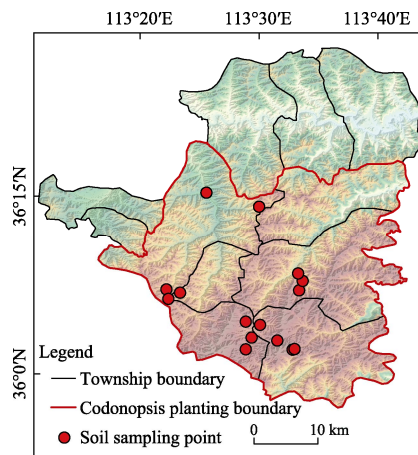 113°20'E 113°30'E 113°40'E
36°15'N
36°0'N
Legend
Township boundary
Codonopsis planting boundary
Soil sampling point
0 10 km